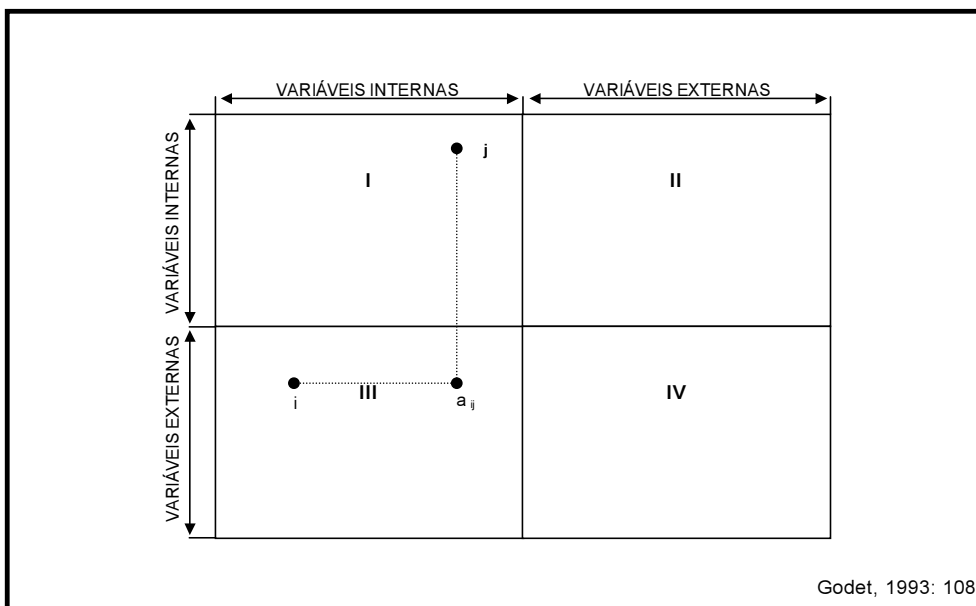 VARIÁVEIS INTERNAS VARIÁVEIS EXTERNAS
VARIÁVEIS INTERNAS
j
I II
VARIÁVEIS EXTERNAS
i III a ij IV
Godet, 1993: 108